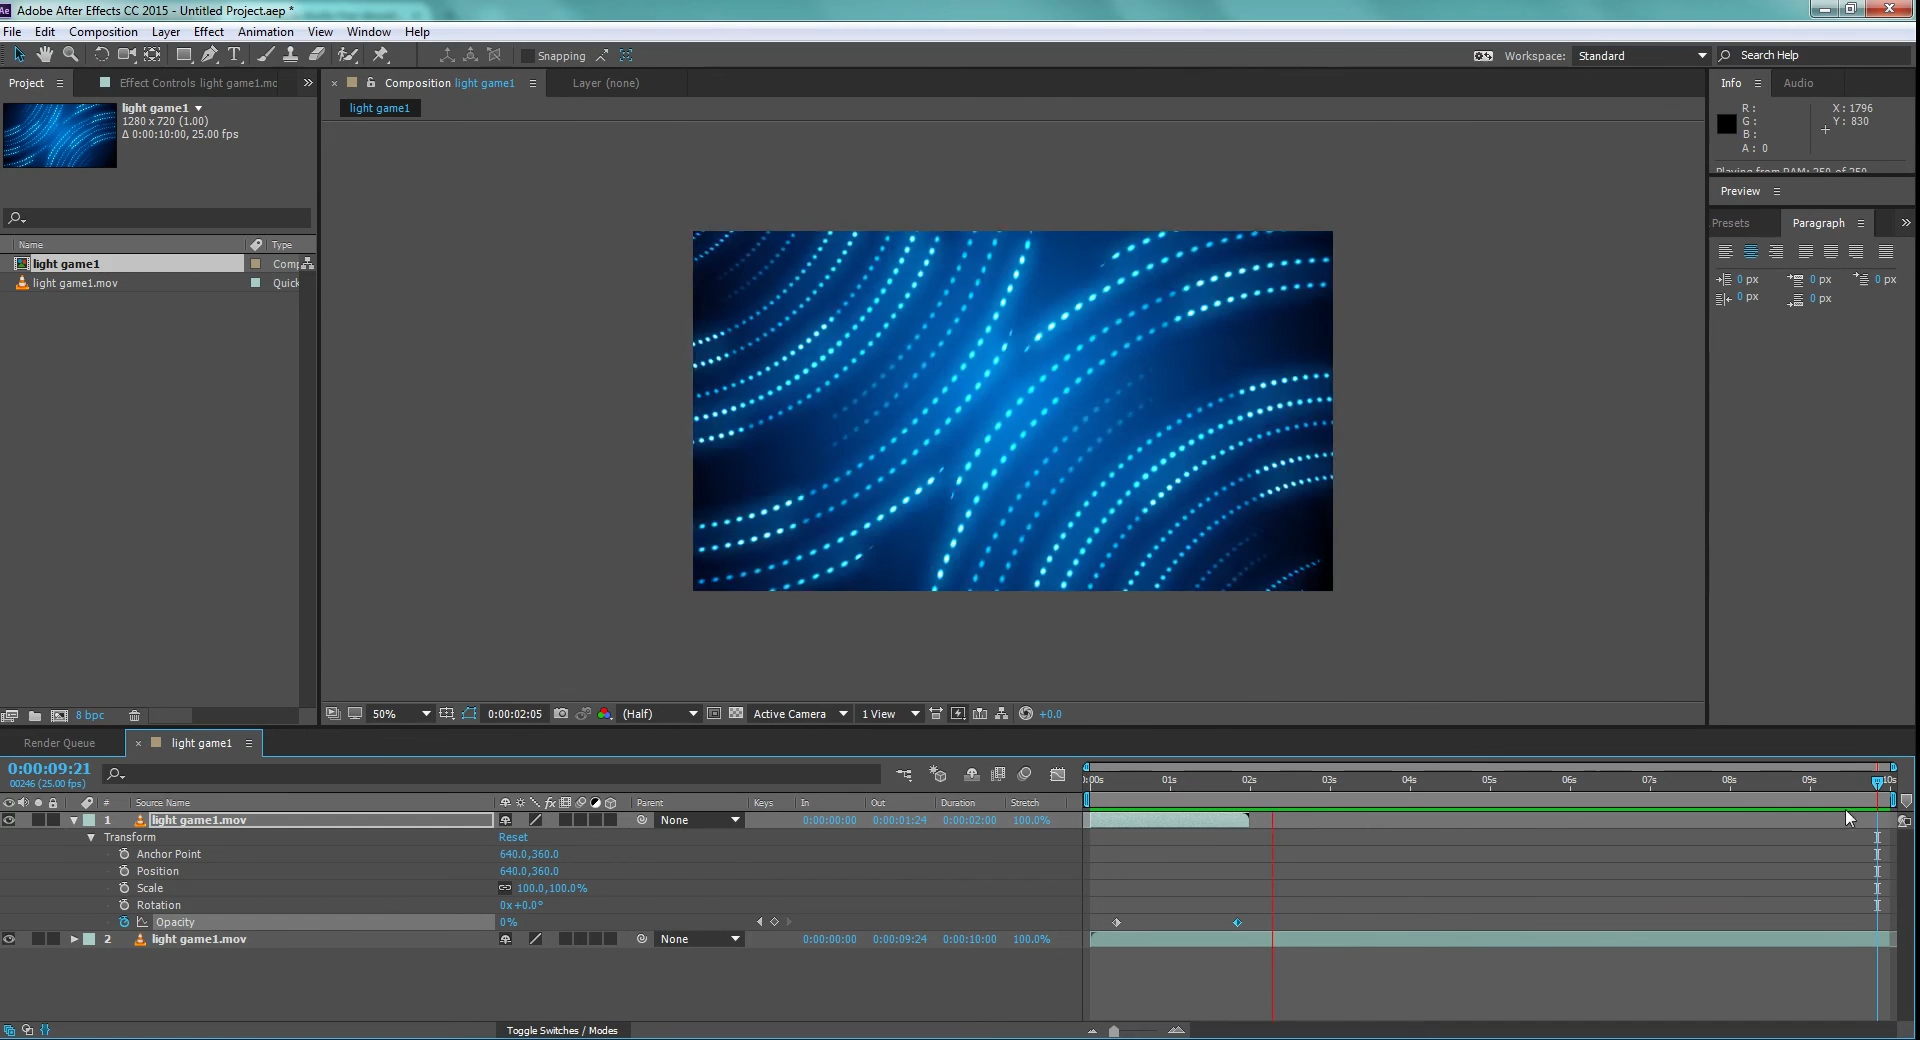 Ae Adobe After Effects CC 2015 - Untitled Project.aep *
File Edit Composition Layer Effect Animation View Window Help
Snapping
Workspace: Standard Search Help
Project Effect Controls light game1.mo
Composition light game1 Layer (none)
Info Audio
light game1
1280 x 720 (1.00)
Δ 0:00:10:00, 25.00 fps
light game1
R: X: 1796
G: Y: 830
B:
A: 0
Playing from RAM: 250 of 250
Preview
Presets Paragraph
0 px 0 px 0 px
0 px 0 px
Name Type
light game1 Comp
light game1.mov Quick
8 bpc
50% 0:00:02:05 (Half) Active Camera 1 View +0.0
Render Queue light game1
0:00:09:21
00246 (25.00 fps)
:00s 01s 02s 03s 04s 05s 06s 07s 08s 09s 10s
# Source Name fx Parent Keys In Out Duration Stretch
1 light game1.mov None 0:00:00:00 0:00:01:24 0:00:02:00 100.0%
Transform Reset
Anchor Point 640.0,360.0
Position 640.0,360.0
Scale 100.0,100.0%
Rotation 0x+0.0°
Opacity 0%
2 light game1.mov None 0:00:00:00 0:00:09:24 0:00:10:00 100.0%
Toggle Switches / Modes